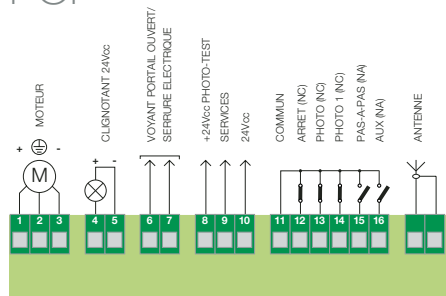 MOTEUR
CLIGNOTANT 24Vcc
VOYANT PORTAIL OUVERT/
SERRURE ELECTRIQUE
+24Vcc PHOTO-TEST
SERVICES
24Vcc
COMMUN
ARRET (NC)
PHOTO (NC)
PHOTO 1 (NC)
PAS-A-PAS (NA)
AUX (NA)
ANTENNE
+ -
M
+ -
1 2 3 4 5 6 7 8 9 10 11 12 13 14 15 16